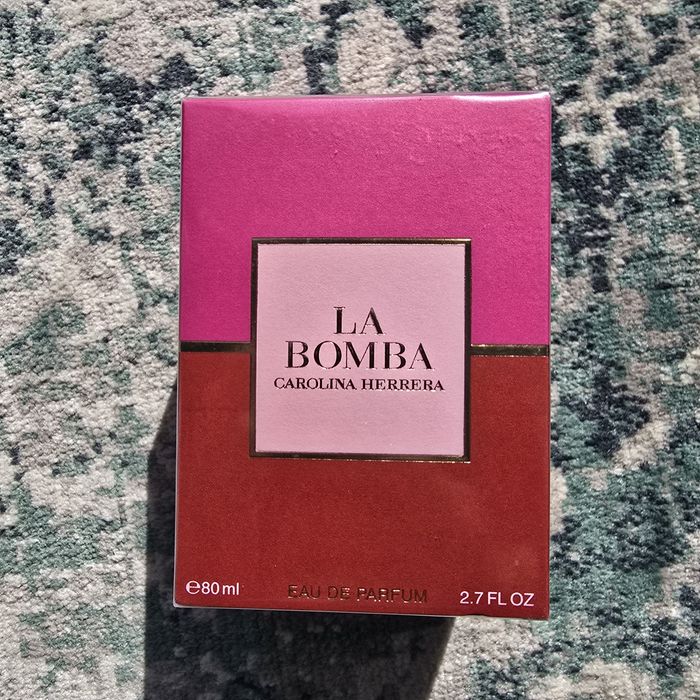 LA
BOMBA
CAROLINA HERRERA
℮80 ml EAU DE PARFUM 2.7 FL OZ